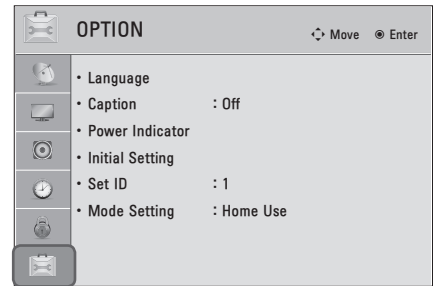 OPTION
Move Enter
• Language
• Caption : Off
• Power Indicator
• Initial Setting
• Set ID : 1
• Mode Setting : Home Use